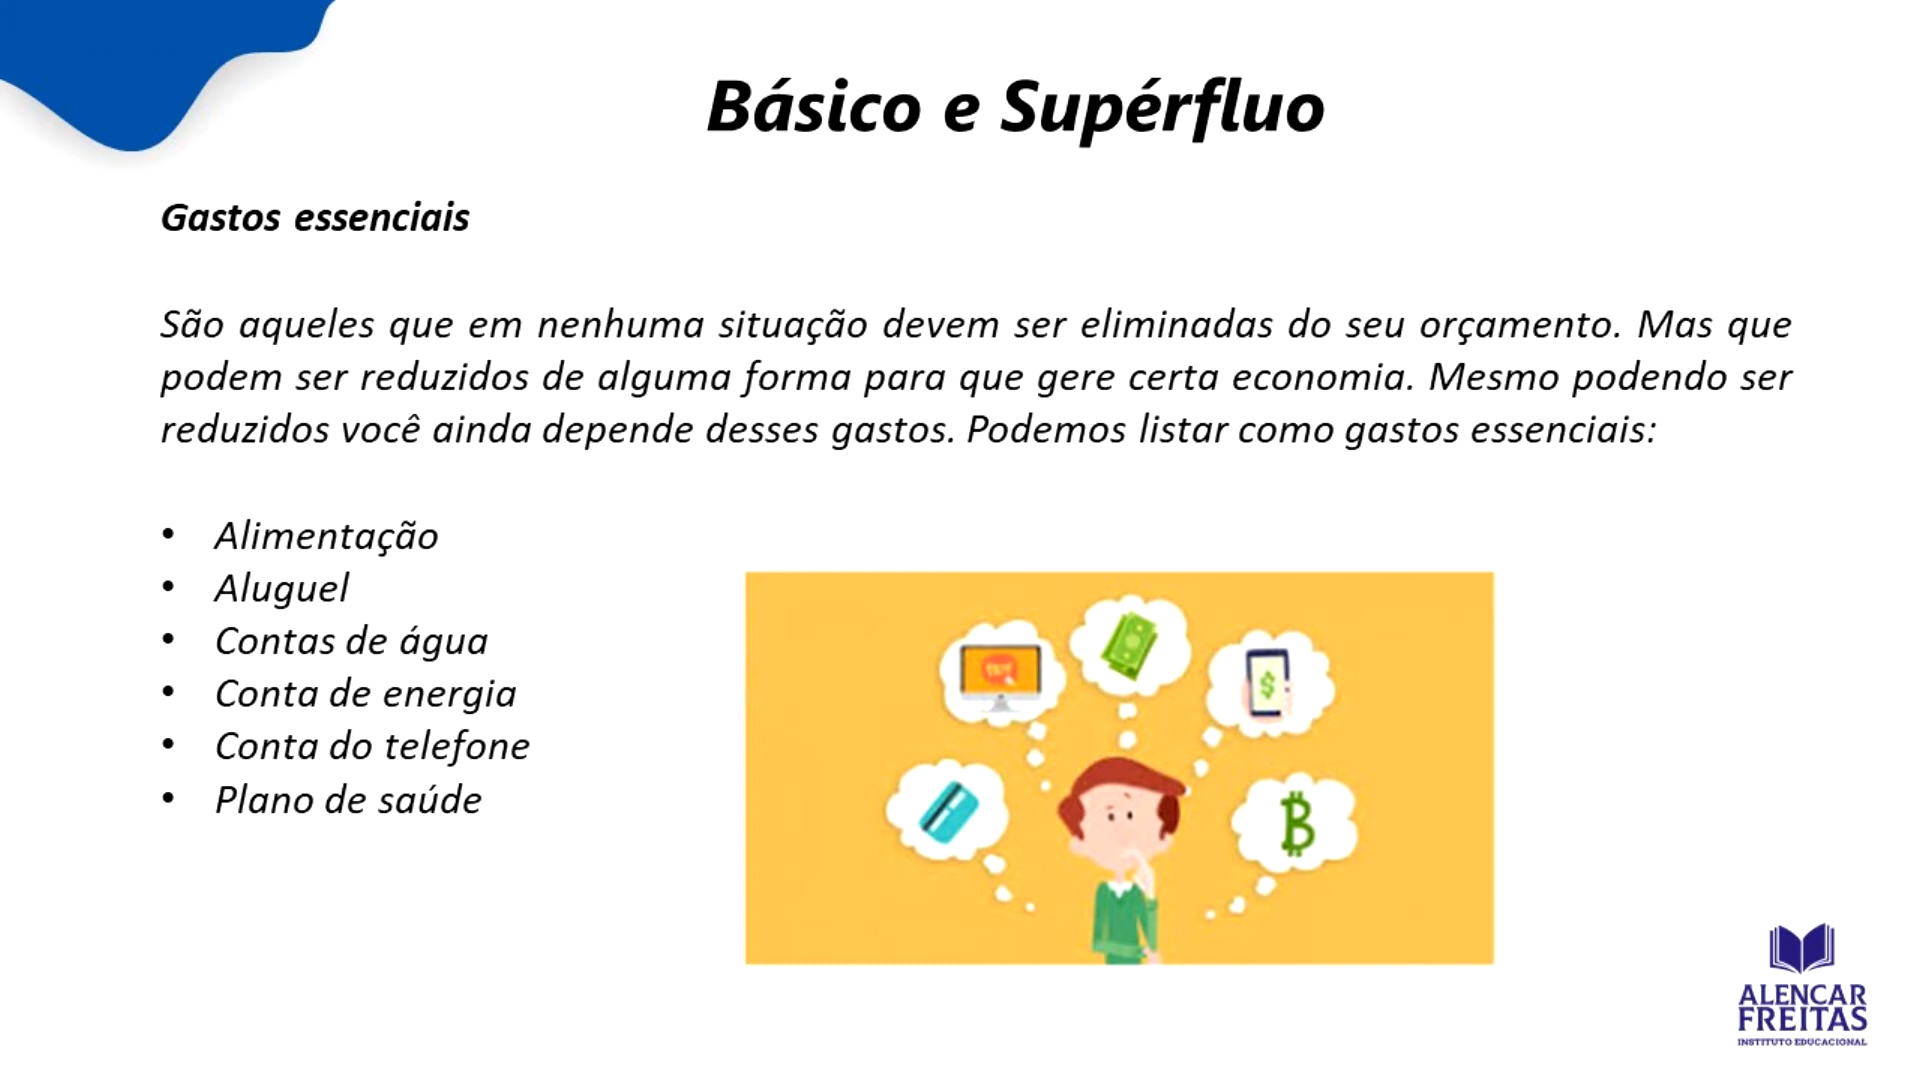 Básico e Supérfluo
Gastos essenciais
São aqueles que em nenhuma situação devem ser eliminadas do seu orçamento. Mas que
podem ser reduzidos de alguma forma para que gere certa economia. Mesmo podendo ser
reduzidos você ainda depende desses gastos. Podemos listar como gastos essenciais:
• Alimentação
• Aluguel
• Contas de água
• Conta de energia
• Conta do telefone
• Plano de saúde
$
ALENCAR
FREITAS
INSTITUTO EDUCACIONAL